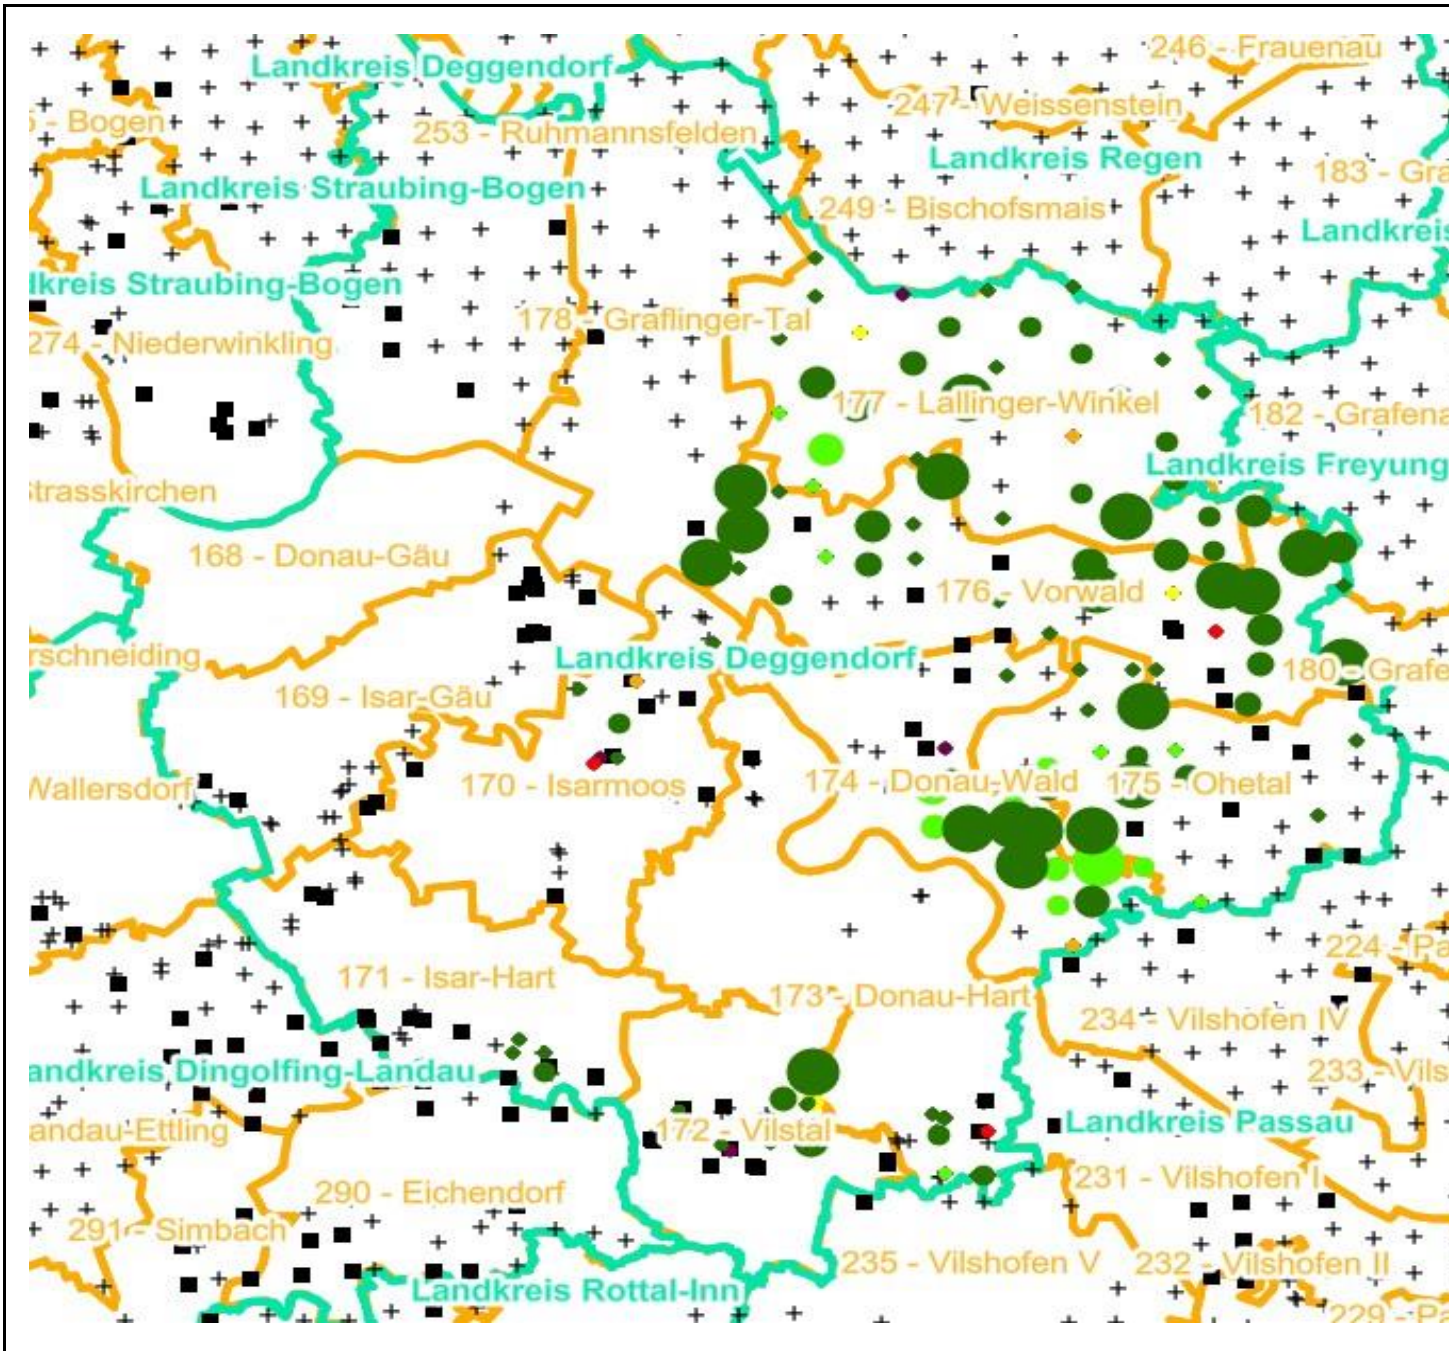 246 - Frauenau
Landkreis Deggendorf
247 - Weissenstein
5 - Bogen
253 - Ruhmannsfelden
Landkreis Regen
183 - Gra
Landkreis Straubing-Bogen
249 - Bischofsmais
Landkreis
dkreis Straubing-Bogen
178 - Graflinger-Tal
274 - Niederwinkling
177 - Lallinger-Winkel
182 - Grafena
Landkreis Freyung
Strasskirchen
168 - Donau-Gäu
176 - Vorwald
rschneiding
Landkreis Deggendorf
180 - Grafe
169 - Isar-Gäu
Wallersdorf
170 - Isarmoos
174 - Donau-Wald
175 - Ohetal
224 - Pa
171 - Isar-Hart
173 - Donau-Hart
234 - Vilshofen IV
andkreis Dingolfing-Landau
233 - Vils
andau-Ettling
172 - Vilstal
Landkreis Passau
231 - Vilshofen I
290 - Eichendorf
291 - Simbach
235 - Vilshofen V
232 - Vilshofen II
Landkreis Rottal-Inn
229 - Pa